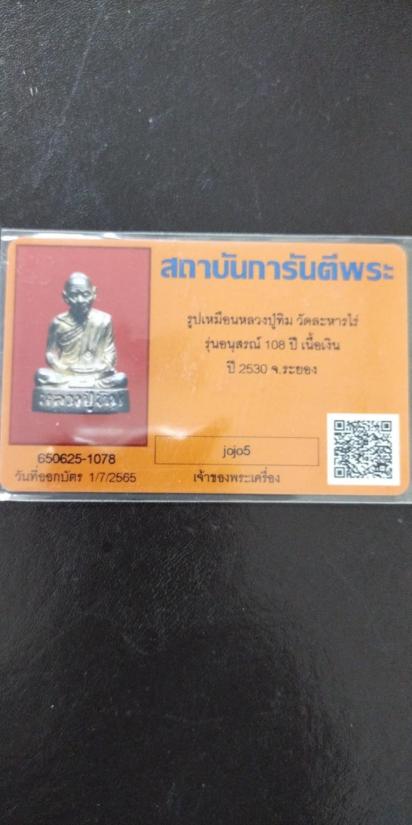 สถาบันการันตีพระ
รูปเหมือนหลวงปู่ทิม วัดละหารไร่
รุ่นอนุสรณ์ 108 ปี เนื้อเงิน
ปี 2530 จ.ระยอง
หลวงปู่ทิม
650625-1078
วันที่ออกบัตร 1/7/2565
jojo5
เจ้าของพระเครื่อง